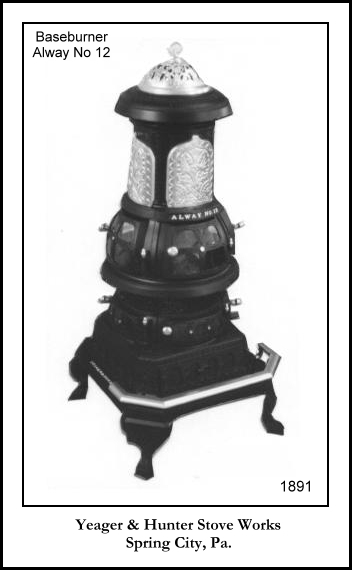 Baseburner
Alway No 12
ALWAY NO. 12
1891
Yeager & Hunter Stove Works
Spring City, Pa.